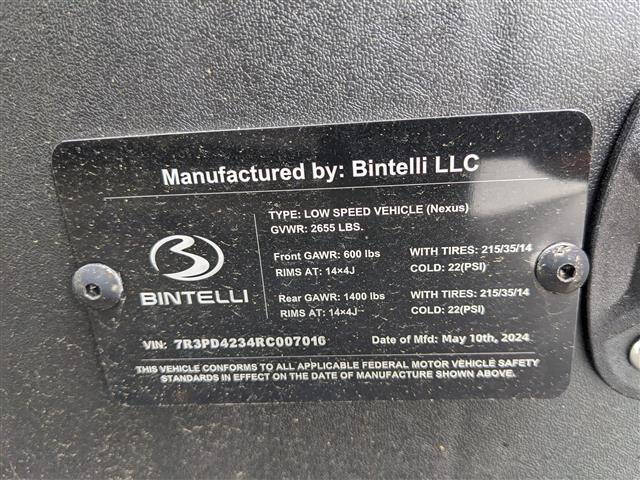 Manufactured by: Bintelli LLC
TYPE: LOW SPEED VEHICLE (Nexus)
GVWR: 2655 LBS.
Front GAWR: 600 lbs WITH TIRES: 215/35/14
RIMS AT: 14×4J COLD: 22(PSI)
BINTELLI
Rear GAWR: 1400 lbs WITH TIRES: 215/35/14
RIMS AT: 14×4J COLD: 22(PSI)
VIN: 7R3PD4234RC007016 Date of Mfd: May 10th, 2024
THIS VEHICLE CONFORMS TO ALL APPLICABLE FEDERAL MOTOR VEHICLE SAFETY
STANDARDS IN EFFECT ON THE DATE OF MANUFACTURE SHOWN ABOVE.